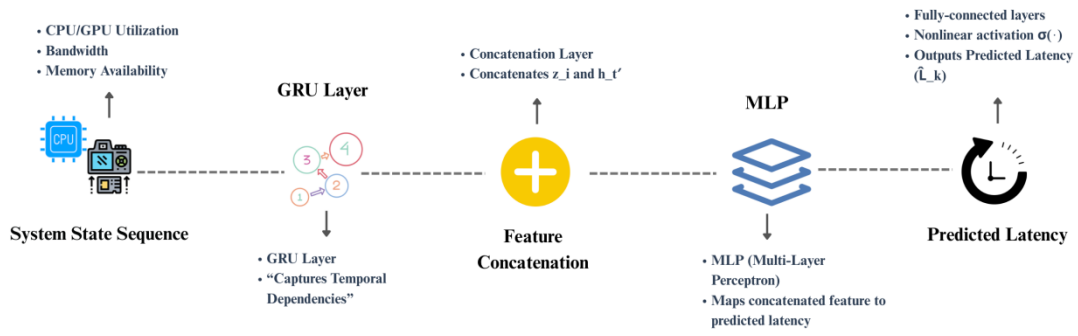 • CPU/GPU Utilization
• Bandwidth
• Memory Availability
CPU
System State Sequence
GRU Layer
1
2
3
4
• GRU Layer
• “Captures Temporal
Dependencies”
• Concatenation Layer
• Concatenates z_i and h_t′
Feature
Concatenation
MLP
• MLP (Multi-Layer
Perceptron)
• Maps concatenated feature to
predicted latency
• Fully-connected layers
• Nonlinear activation σ(·)
• Outputs Predicted Latency
(L̂_k)
Predicted Latency